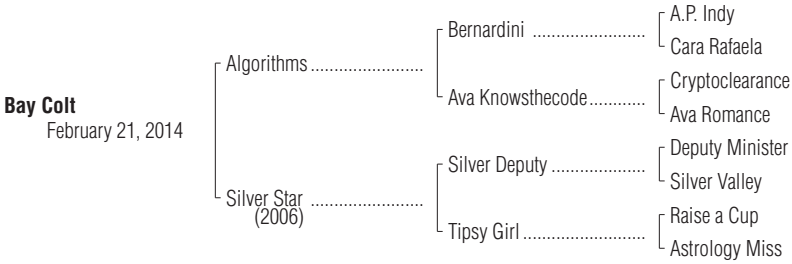 A.P. Indy
Bernardini ........................
Cara Rafaela
Algorithms ........................
Cryptoclearance
Ava Knowsthecode ............
Ava Romance
Bay Colt
February 21, 2014
Deputy Minister
Silver Deputy ....................
Silver Valley
Silver Star ........................
(2006)
Raise a Cup
Tipsy Girl ..........................
Astrology Miss